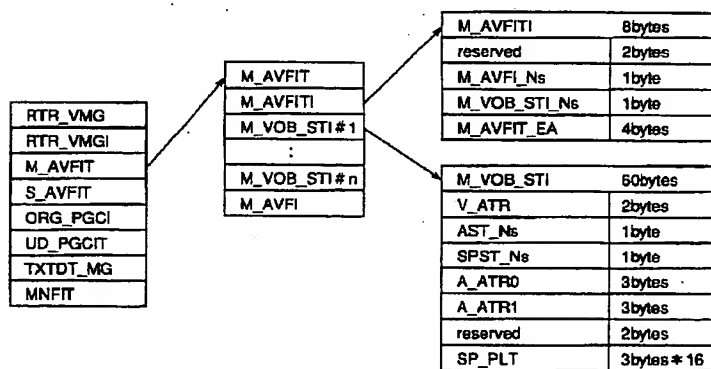 RTR_VMG
RTR_VMGI
M_AVFIT
S_AVFIT
ORG_PGCI
UD_PGCIT
TXTDT_MG
MNFIT
M_AVFIT
M_AVFITI
M_VOB_STI#1
:
M_VOB_STI#n
M_AVFI
M_AVFITI 8bytes
reserved 2bytes
M_AVFI_Ns 1byte
M_VOB_STI_Ns 1byte
M_AVFIT_EA 4bytes
M_VOB_STI 60bytes
V_ATR 2bytes
AST_Ns 1byte
SPST_Ns 1byte
A_ATR0 3bytes
A_ATR1 3bytes
reserved 2bytes
SP_PLT 3bytes*16